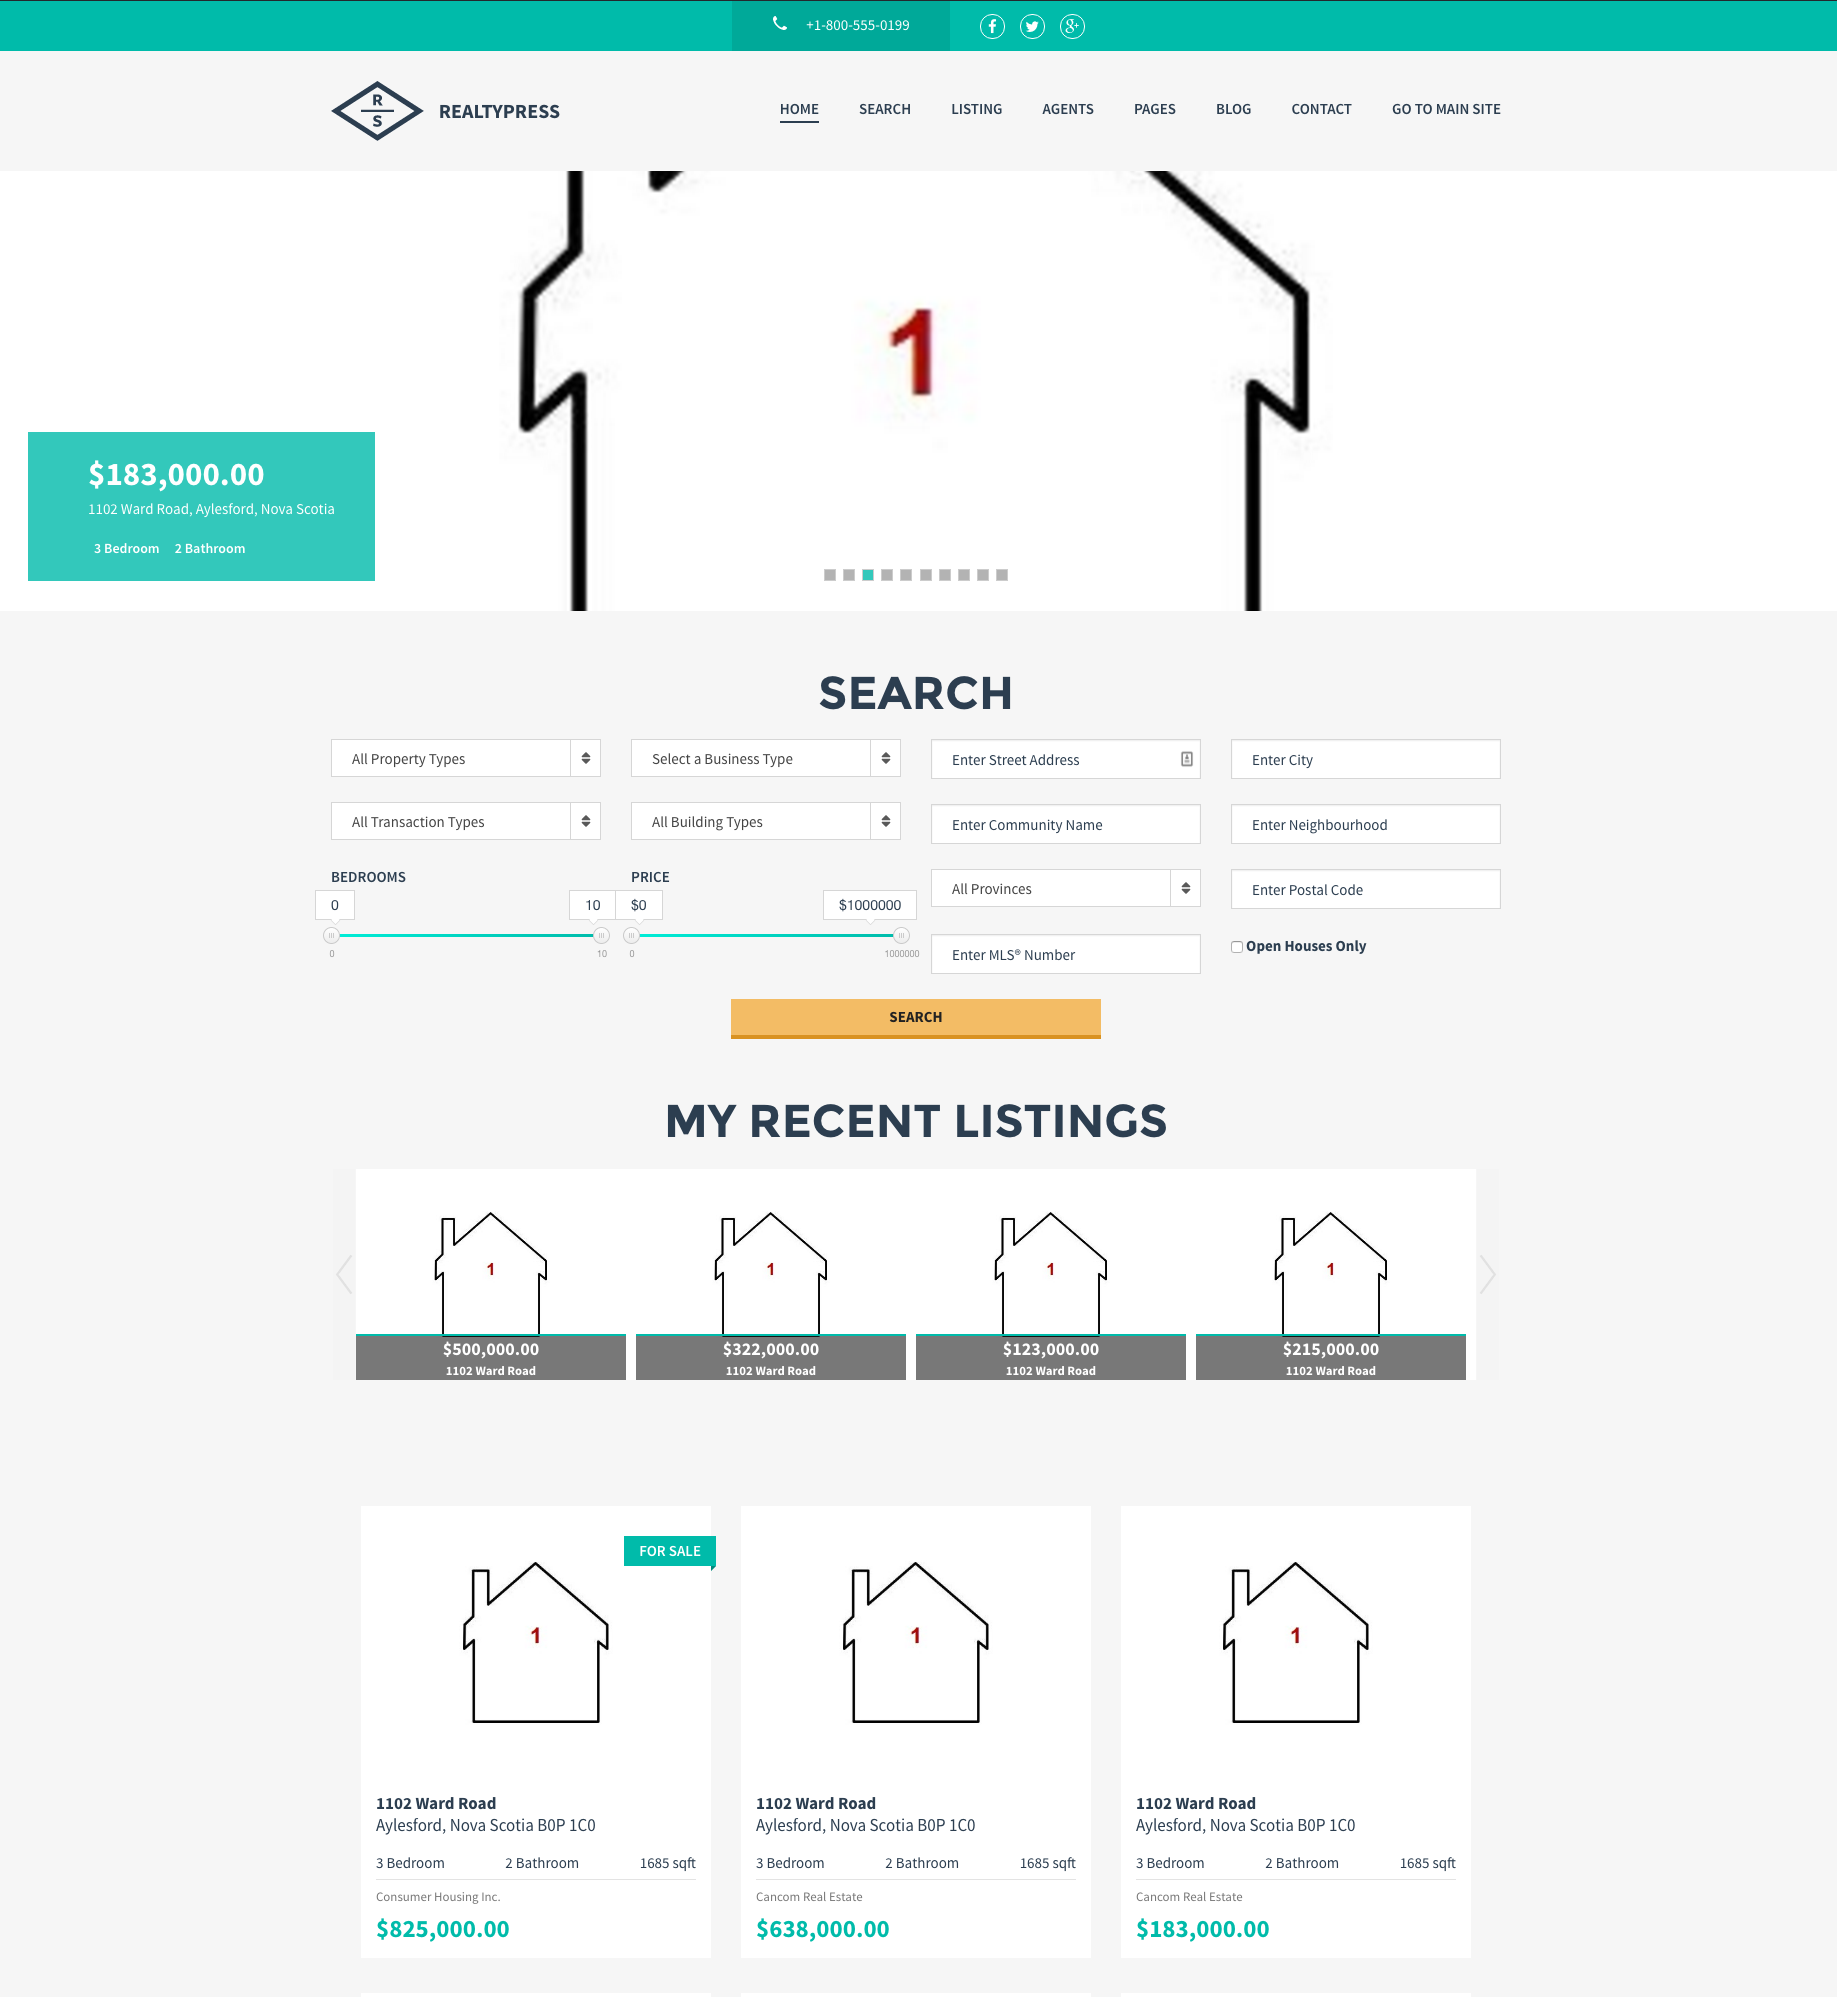 +1-800-555-0199
R
S
REALTYPRESS
HOME SEARCH LISTING AGENTS PAGES BLOG CONTACT GO TO MAIN SITE
1
$183,000.00
1102 Ward Road, Aylesford, Nova Scotia
3 Bedroom 2 Bathroom
SEARCH
All Property Types Select a Business Type Enter Street Address Enter City
All Transaction Types All Building Types Enter Community Name Enter Neighbourhood
BEDROOMS PRICE
All Provinces Enter Postal Code
0 10 $0 $1000000
0 10 0 1000000
Enter MLS® Number Open Houses Only
SEARCH
MY RECENT LISTINGS
1 1 1 1
$500,000.00 $322,000.00 $123,000.00 $215,000.00
1102 Ward Road 1102 Ward Road 1102 Ward Road 1102 Ward Road
FOR SALE
1 1 1
1102 Ward Road 1102 Ward Road 1102 Ward Road
Aylesford, Nova Scotia B0P 1C0 Aylesford, Nova Scotia B0P 1C0 Aylesford, Nova Scotia B0P 1C0
3 Bedroom 2 Bathroom 1685 sqft 3 Bedroom 2 Bathroom 1685 sqft 3 Bedroom 2 Bathroom 1685 sqft
Consumer Housing Inc. Cancom Real Estate Cancom Real Estate
$825,000.00 $638,000.00 $183,000.00